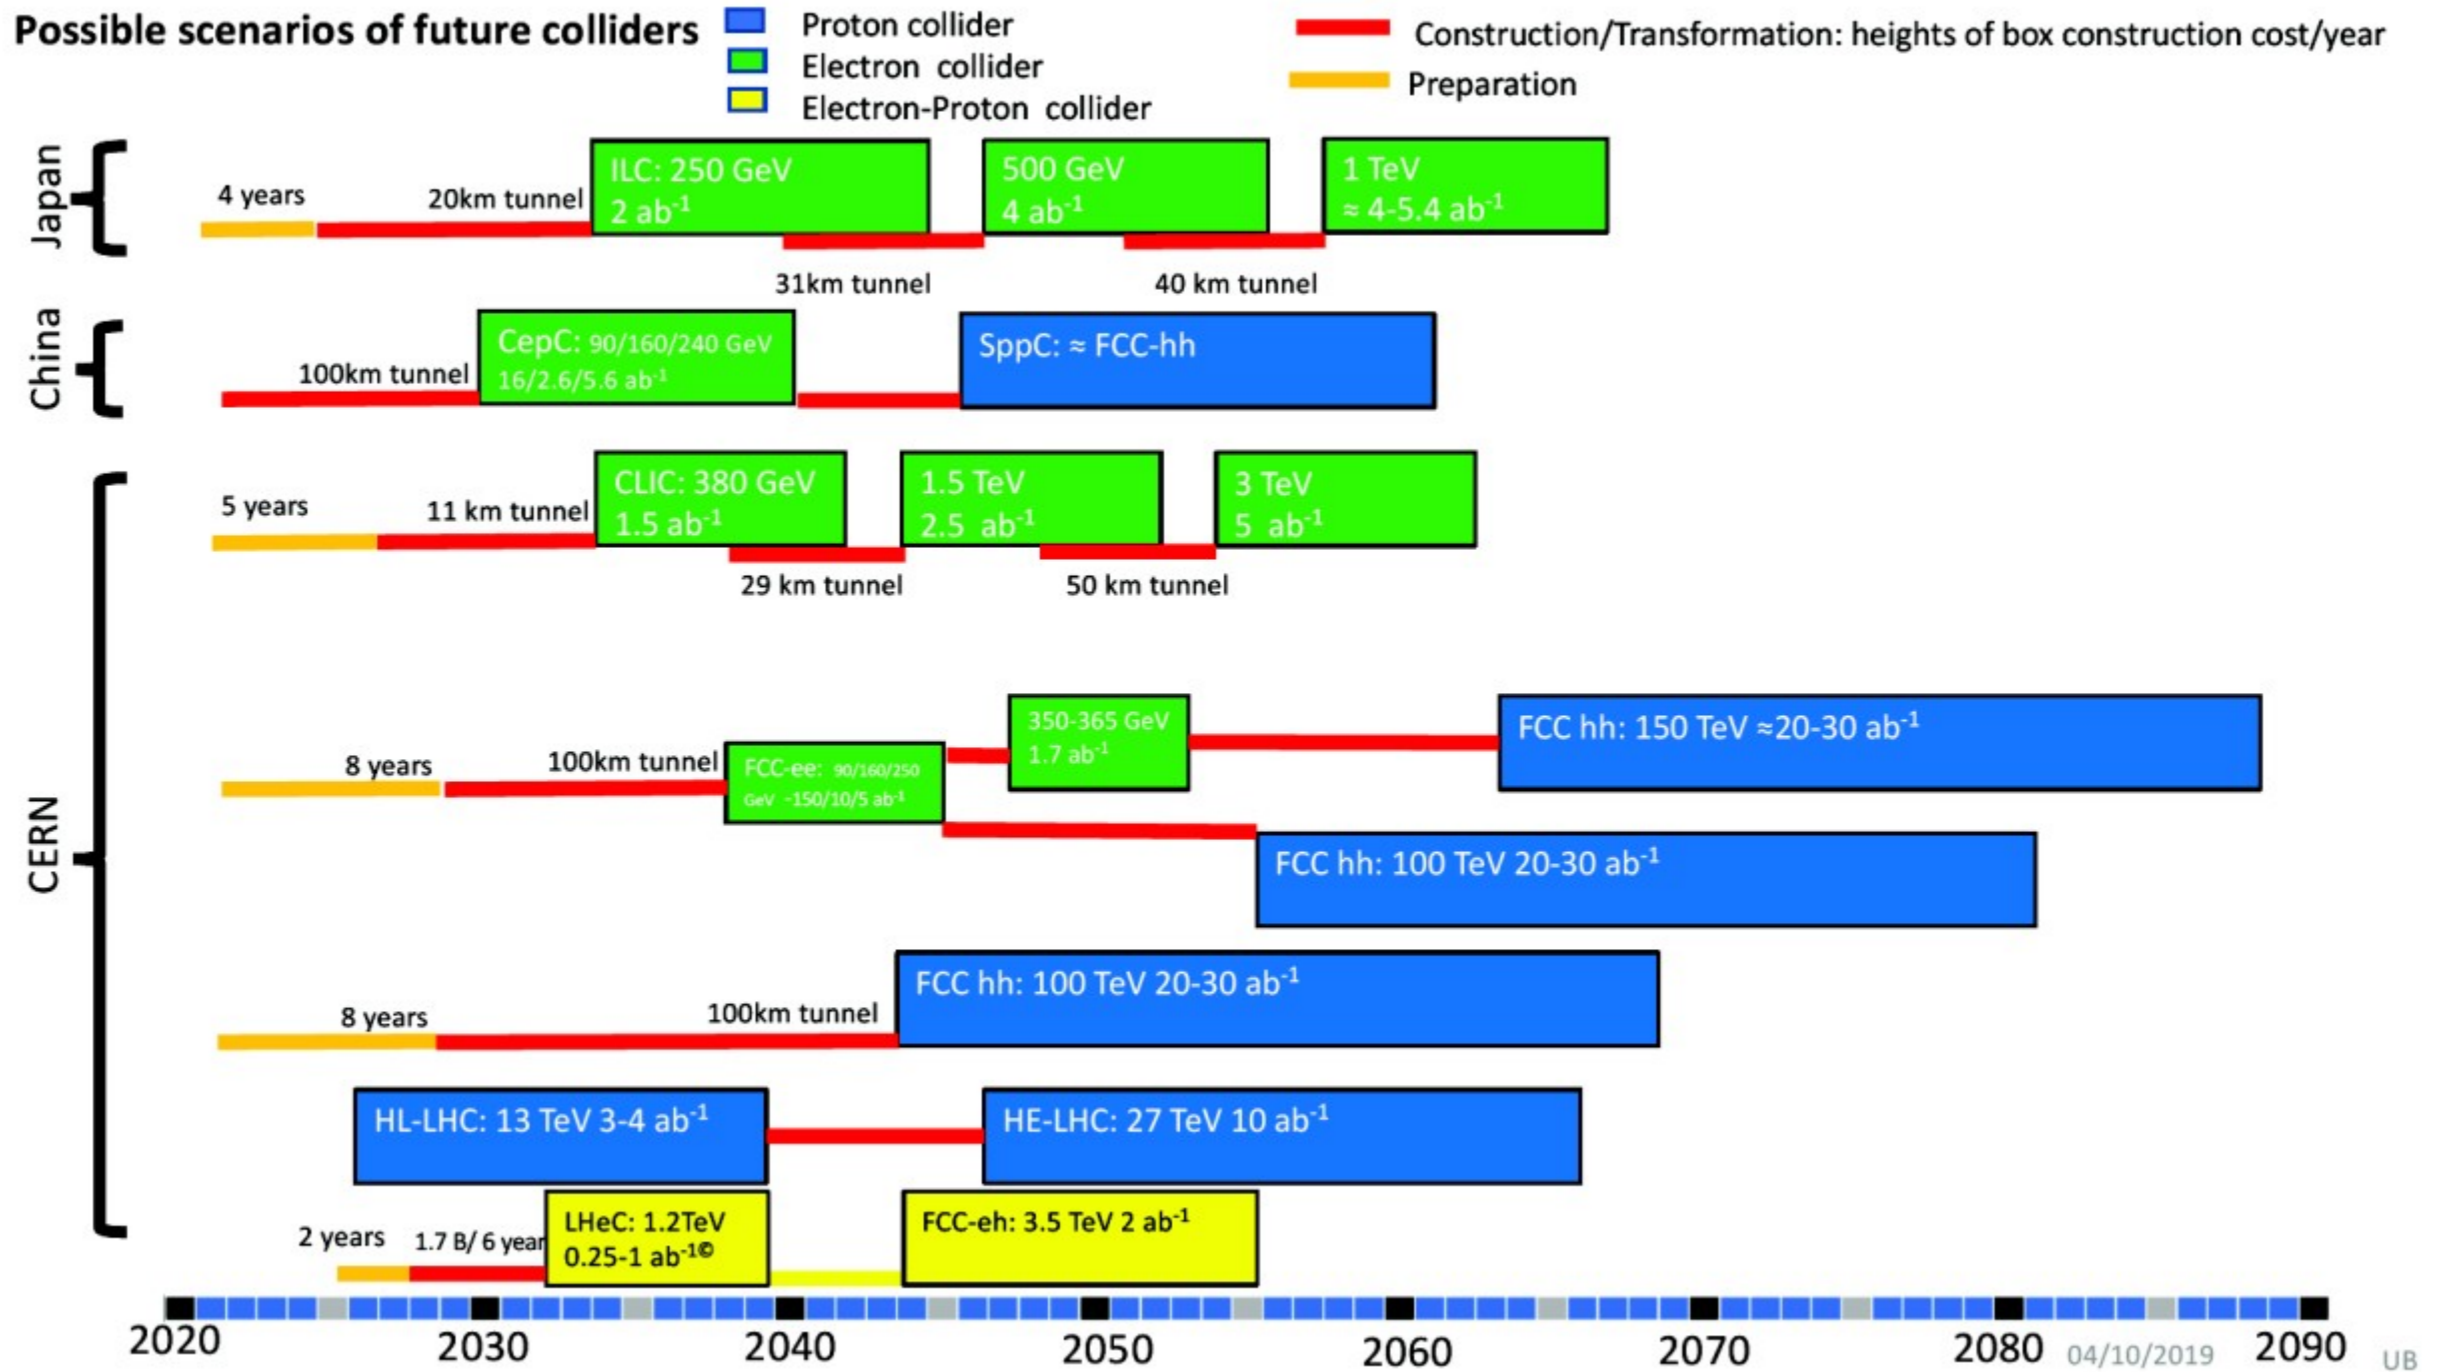 Possible scenarios of future colliders
Proton collider
Electron collider
Electron-Proton collider
Construction/Transformation: heights of box construction cost/year
Preparation
Japan
4 years
20km tunnel
ILC: 250 GeV
2 ab-1
500 GeV
4 ab-1
1 TeV
≈ 4-5.4 ab-1
31km tunnel
40 km tunnel
China
100km tunnel
CepC: 90/160/240 GeV
16/2.6/5.6 ab-1
SppC: ≈ FCC-hh
CERN
5 years
11 km tunnel
CLIC: 380 GeV
1.5 ab-1
1.5 TeV
2.5 ab-1
3 TeV
5 ab-1
29 km tunnel
50 km tunnel
8 years
100km tunnel
FCC-ee: 90/160/250
GeV -150/10/5 ab-1
350-365 GeV
1.7 ab-1
FCC hh: 150 TeV ≈20-30 ab-1
FCC hh: 100 TeV 20-30 ab-1
8 years
100km tunnel
FCC hh: 100 TeV 20-30 ab-1
HL-LHC: 13 TeV 3-4 ab-1
HE-LHC: 27 TeV 10 ab-1
2 years
1.7 B/ 6 year
LHeC: 1.2TeV
0.25-1 ab-1©
FCC-eh: 3.5 TeV 2 ab-1
2020
2030
2040
2050
2060
2070
2080
04/10/2019
2090
UB